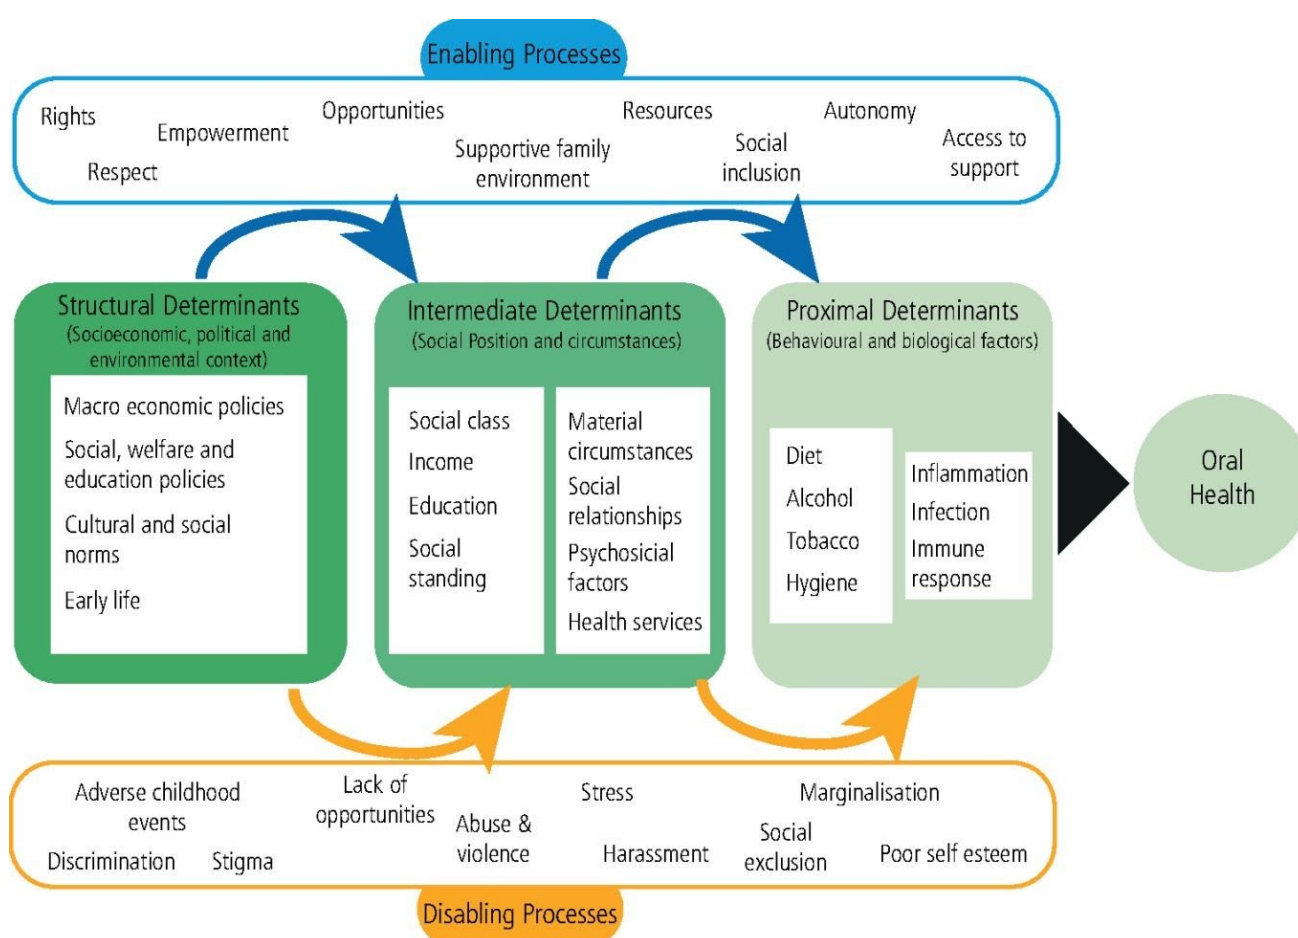 Enabling Processes
Rights
Empowerment
Respect
Opportunities
Supportive family
environment
Resources
Social
inclusion
Autonomy
Access to
support
Structural Determinants
(Socioeconomic, political and
environmental context)
Macro economic policies
Social, welfare and
education policies
Cultural and social
norms
Early life
Intermediate Determinants
(Social Position and circumstances)
Social class
Income
Education
Social
standing
Material
circumstances
Social
relationships
Psychosicial
factors
Health services
Proximal Determinants
(Behavioural and biological factors)
Diet
Alcohol
Tobacco
Hygiene
Inflammation
Infection
Immune
response
Oral
Health
Adverse childhood
events
Discrimination
Stigma
Lack of
opportunities
Abuse &
violence
Stress
Harassment
Social
exclusion
Marginalisation
Poor self esteem
Disabling Processes